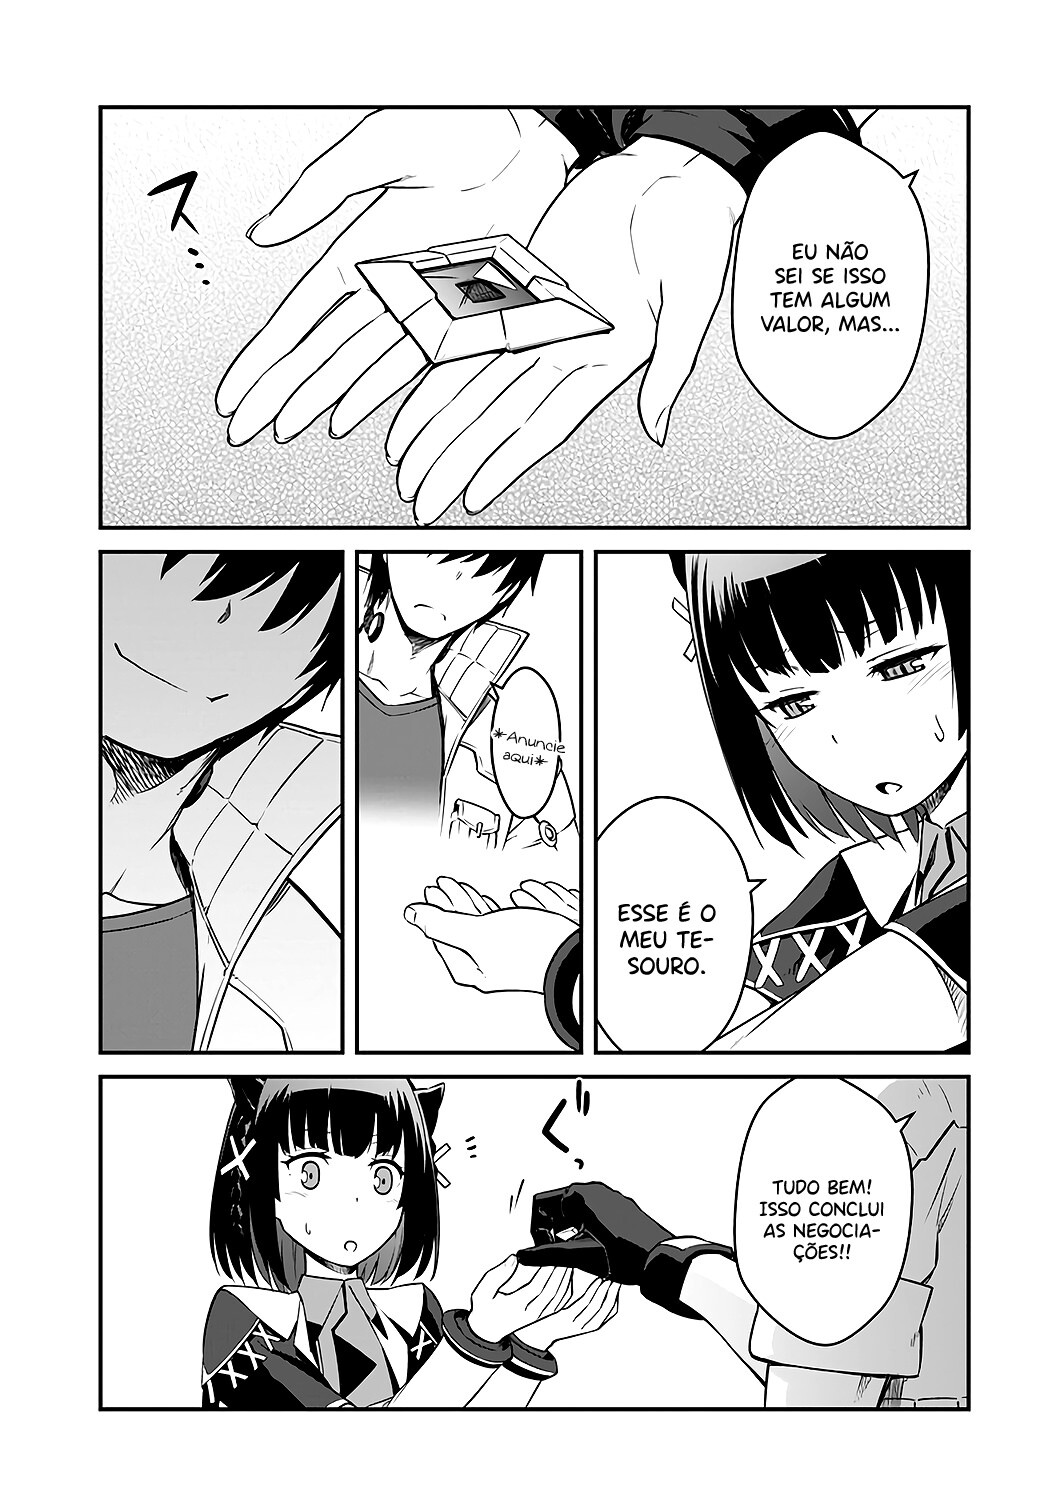 EU NÃO
SEI SE ISSO
TEM ALGUM
VALOR, MAS...
ス...
ESSE É O
MEU TE-
SOURO.
*Anuncie
aqui*
TUDO BEM!
ISSO CONCLUI
AS NEGOCIA-
ÇÕES!!
ぐ